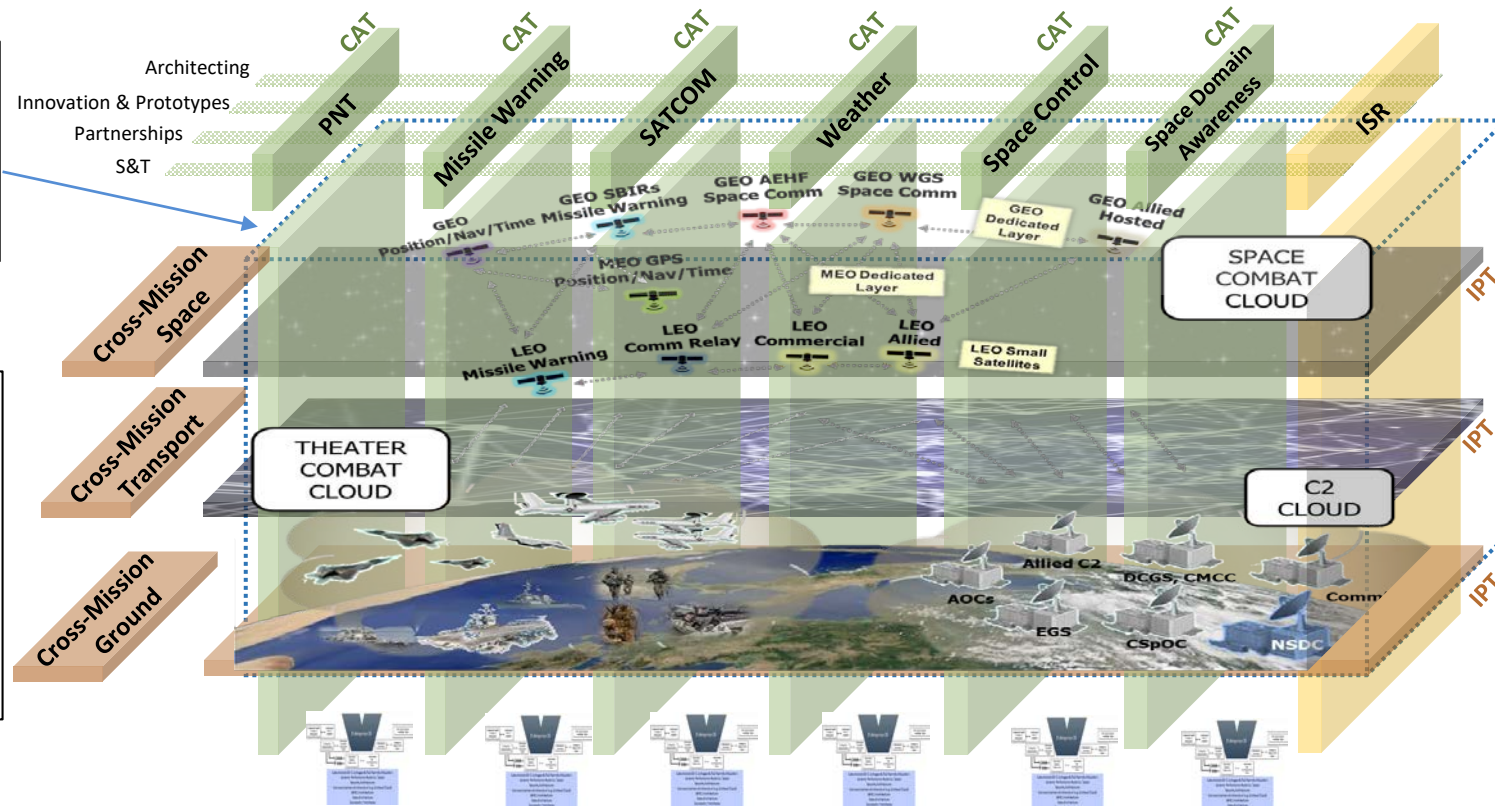 CAT
CAT
CAT
CAT
CAT
CAT
Architecting
Innovation & Prototypes
Partnerships
S&T
PNT
Missile Warning
SATCOM
Weather
Space Control
Space Domain
Awareness
ISR
GEO
Position/Nav/Time
GEO SBIRs
Missile Warning
GEO AEHF
Space Comm
GEO WGS
Space Comm
GEO
Dedicated
Layer
GEO Allied
Hosted
MEO GPS
Position/Nav/Time
MEO Dedicated
Layer
SPACE
COMBAT
CLOUD
Cross-Mission
Space
IPT
LEO
Missile Warning
LEO
Comm Relay
LEO
Commercial
LEO
Allied
LEO Small
Satellites
Cross-Mission
Transport
IPT
THEATER
COMBAT
CLOUD
C2
CLOUD
Cross-Mission
Ground
IPT
Allied C2
DCGS, CMCC
Comm
AOCs
EGS
CSpOC
NSDC